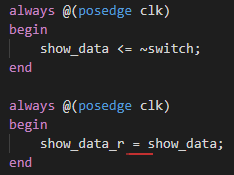 always @(posedge clk)
begin
    show_data <= ~switch;
end

always @(posedge clk)
begin
    show_data_r = show_data;
end